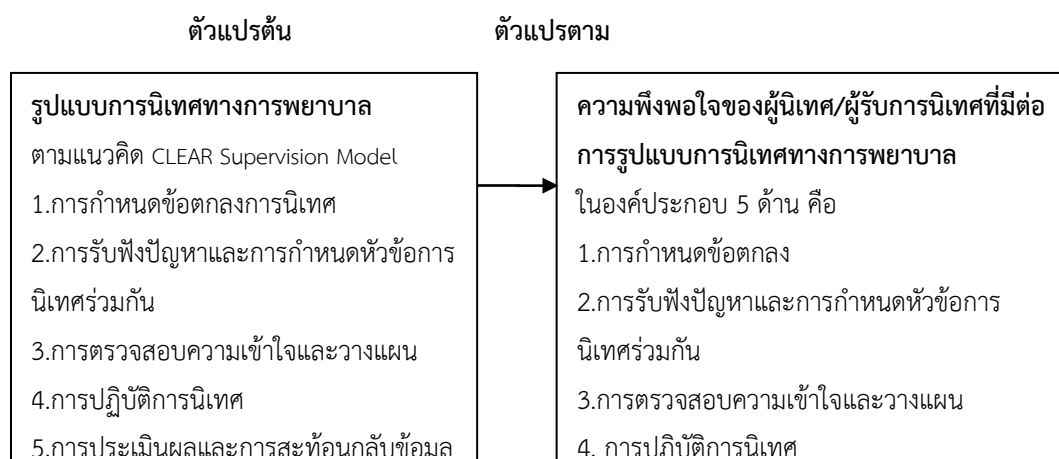 ตัวแปรต้น ตัวแปรตาม
รูปแบบการนิเทศทางการพยาบาล
ตามแนวคิด CLEAR Supervision Model
1.การกำหนดข้อตกลงการนิเทศ
2.การรับฟังปัญหาและการกำหนดหัวข้อการ
นิเทศร่วมกัน
3.การตรวจสอบความเข้าใจและวางแผน
4.การปฏิบัติการนิเทศ
5.การประเมินผลและการสะท้อนกลับข้อมูล
ความพึงพอใจของผู้นิเทศ/ผู้รับการนิเทศที่มีต่อ
การรูปแบบการนิเทศทางการพยาบาล
ในองค์ประกอบ 5 ด้าน คือ
1.การกำหนดข้อตกลง
2.การรับฟังปัญหาและการกำหนดหัวข้อการ
นิเทศร่วมกัน
3.การตรวจสอบความเข้าใจและวางแผน
4. การปฏิบัติการนิเทศ